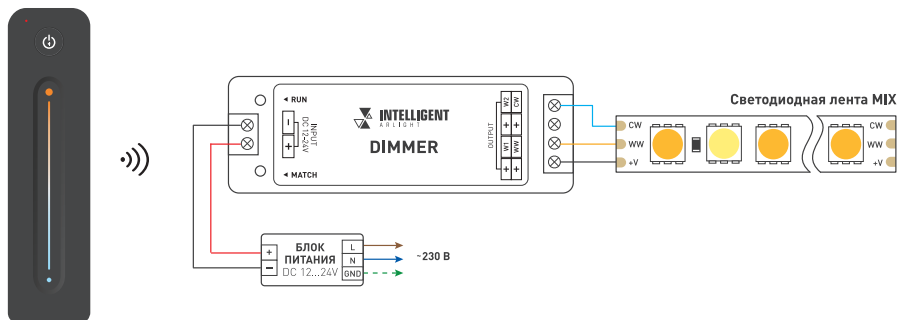 ◄ RUN
INPUT
DC 12-24V
−
+
◄ MATCH
INTELLIGENT
ARLIGHT
DIMMER
OUTPUT
W2 CW
+ +
W1 WW
+ +
Светодиодная лента MIX
CW CW
WW WW
+V +V
БЛОК
ПИТАНИЯ
DC 12...24V
+
−
L
N
GND
~230 В